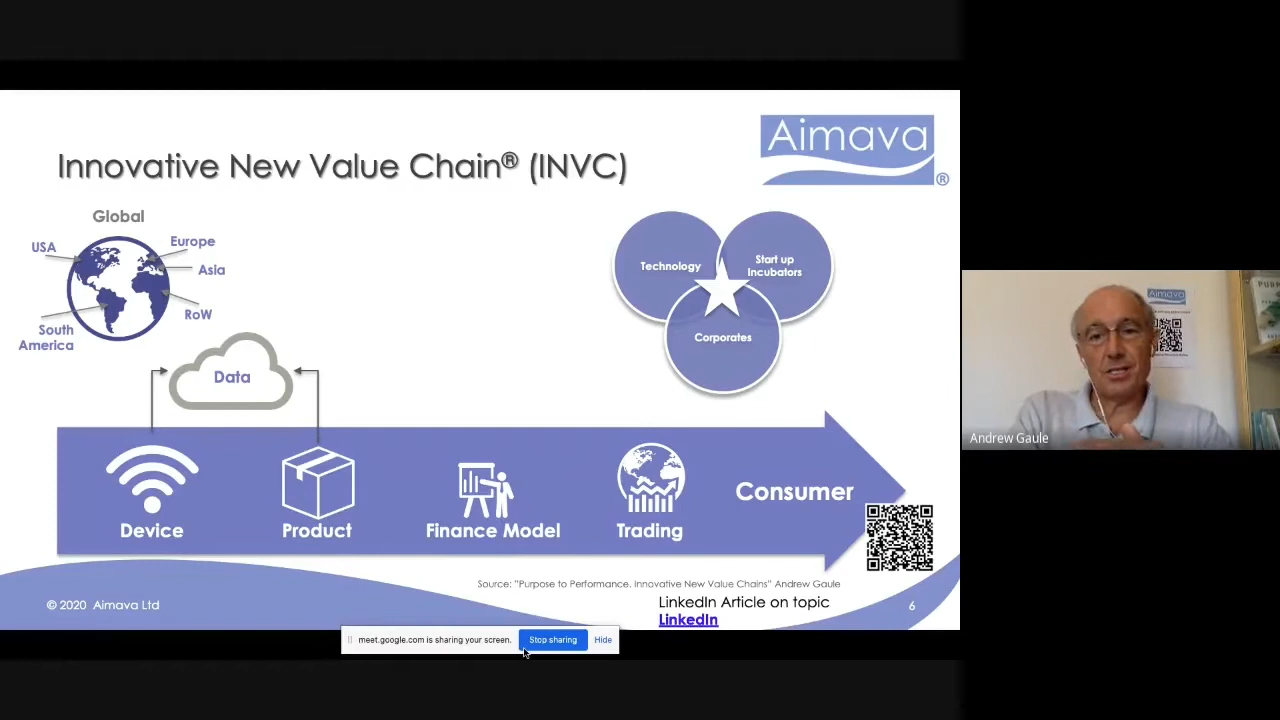 Innovative New Value Chain® (INVC)
Aimava
®
Global
USA
Europe
Asia
RoW
South
America
Data
Technology
Start up
Incubators
Corporates
Device
Product
Finance Model
Trading
Consumer
Source: "Purpose to Performance. Innovative New Value Chains" Andrew Gaule
LinkedIn Article on topic
LinkedIn
© 2020 Aimava Ltd
6
meet.google.com is sharing your screen.
Stop sharing
Hide
Aimava
Andrew Gaule